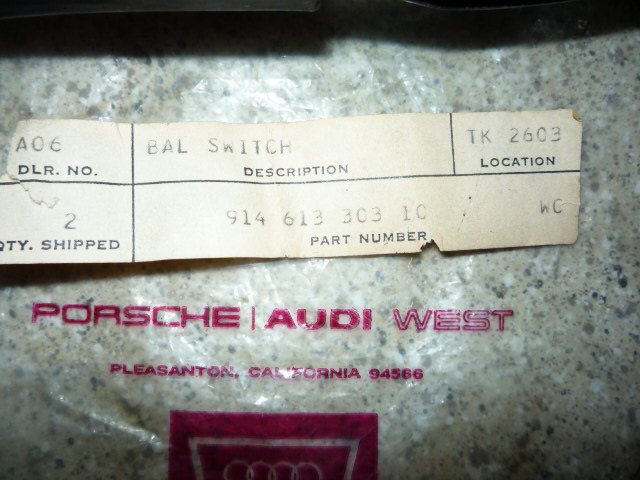 A06 BAL SWITCH TK 2603
DLR. NO. DESCRIPTION LOCATION
2 914 613 303 10 WC
QTY. SHIPPED PART NUMBER
PORSCHE | AUDI WEST
PLEASANTON, CALIFORNIA 94566